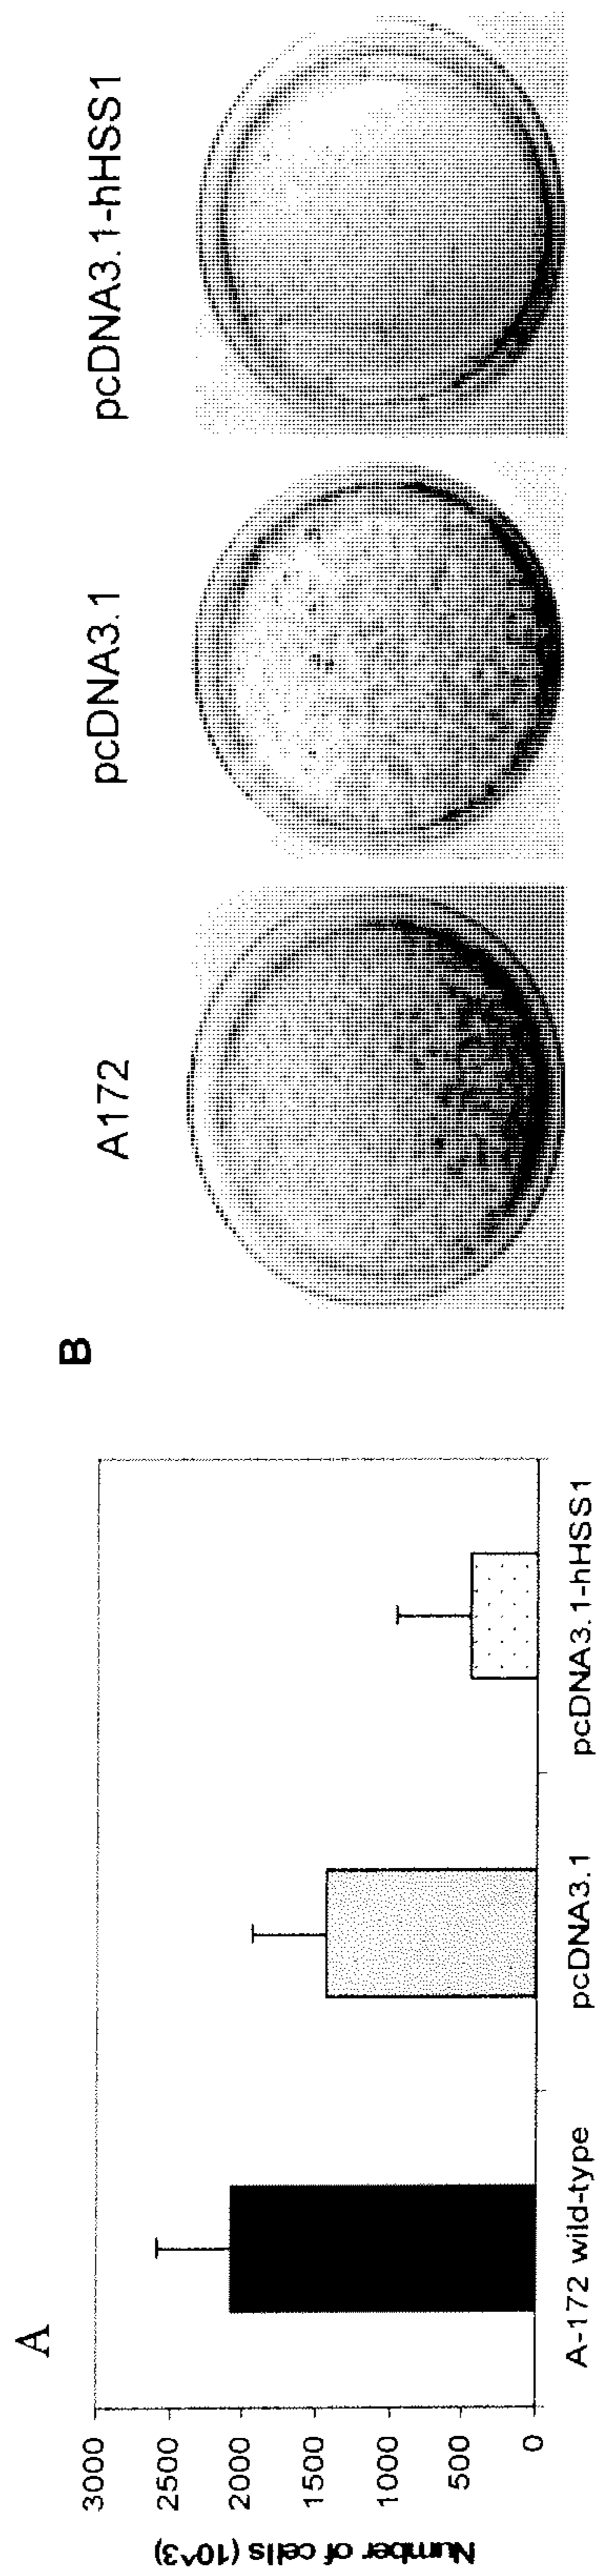 A
Number of cells (10^3)
3000
2500
2000
1500
1000
500
0
A-172 wild-type
pcDNA3.1
pcDNA3.1-hHSS1
B
A172
pcDNA3.1
pcDNA3.1-hHSS1